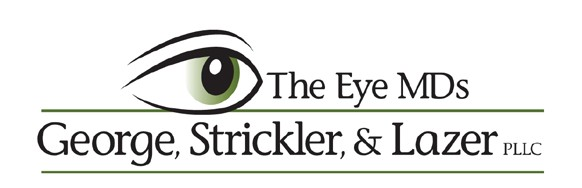 The Eye MDs
George, Strickler, & Lazer PLLC